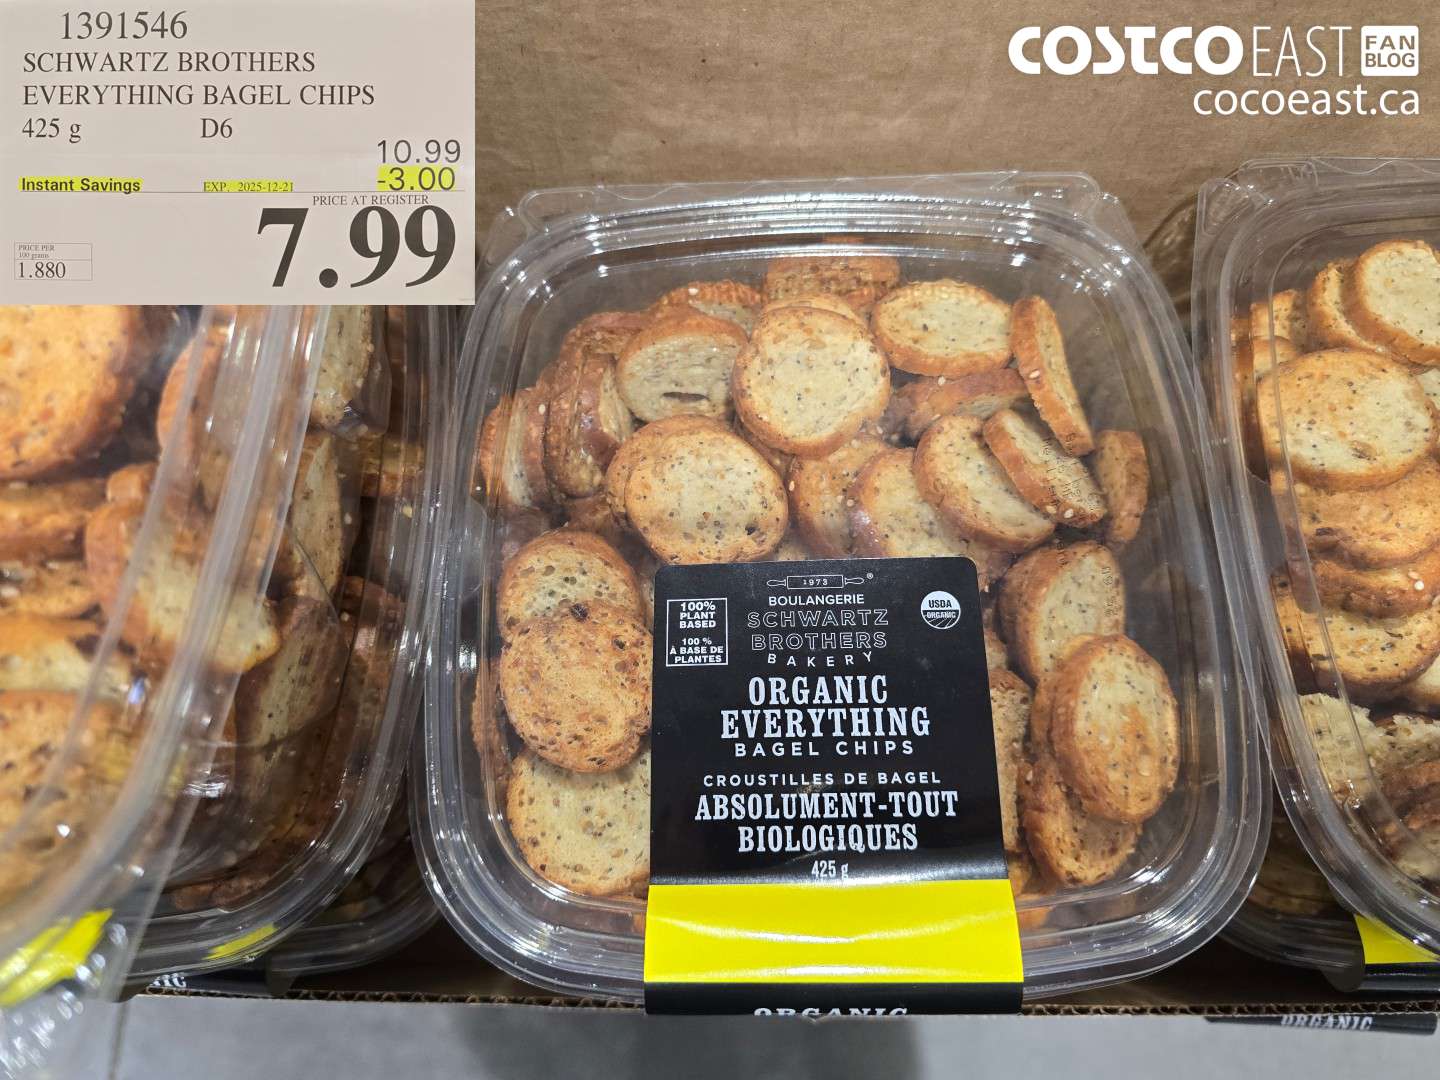 1391546
SCHWARTZ BROTHERS
EVERYTHING BAGEL CHIPS
425 g D6
10.99
Instant Savings EXP. 2025-12-21 -3.00
PRICE AT REGISTER
7.99
PRICE PER
100 grams
1.880
COSTCO EAST FAN BLOG
cocoeast.ca
1973
BOULANGERIE
SCHWARTZ
BROTHERS
BAKERY
100%
PLANT
BASED
100 %
À BASE DE
PLANTES
USDA
ORGANIC
ORGANIC
EVERYTHING
BAGEL CHIPS
CROUSTILLES DE BAGEL
ABSOLUMENT-TOUT
BIOLOGIQUES
425 g
ORGANIC
ORGANIC